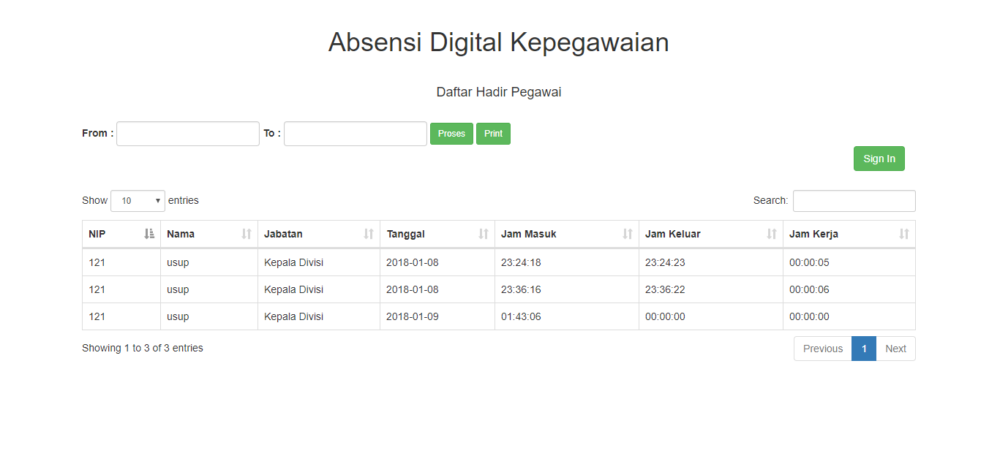 Absensi Digital Kepegawaian
Daftar Hadir Pegawai
From : To : Proses Print
Sign In
Show 10 entries Search:
NIP Nama Jabatan Tanggal Jam Masuk Jam Keluar Jam Kerja
121 usup Kepala Divisi 2018-01-08 23:24:18 23:24:23 00:00:05
121 usup Kepala Divisi 2018-01-08 23:36:16 23:36:22 00:00:06
121 usup Kepala Divisi 2018-01-09 01:43:06 00:00:00 00:00:00
Showing 1 to 3 of 3 entries Previous 1 Next